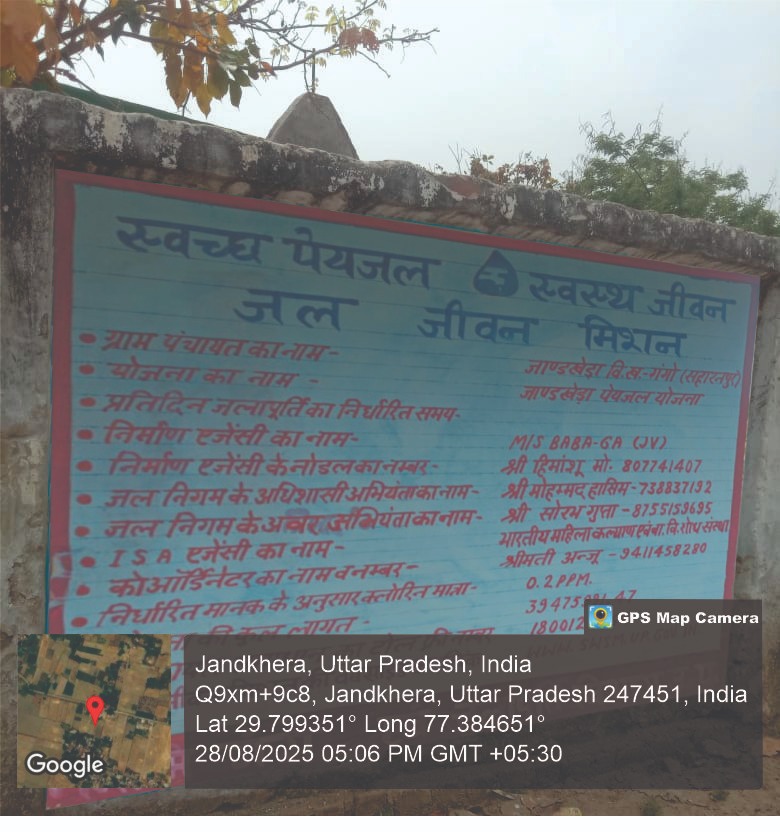 स्वच्छ पेयजल स्वस्थ जीवन
जल जीवन मिशन
• ग्राम पंचायत का नाम - जाण्डखेडा वि.ख.-गंगो (सहारनपुर)
• योजना का नाम - जाण्डखेडा पेयजल योजना
• प्रतिदिन जलापूर्ति का निर्धारित समय-
• निर्माण एजेंसी का नाम- M/S BABA-GA (JV)
• निर्माण एजेंसी के नोडल का नम्बर- श्री हिमांशू मो. 807741407
• जल निगम के अधिशासी अभियंता का नाम- श्री मोहम्मद हासिम-738837192
• जल निगम के अवर अभियंता का नाम- श्री सोरभ गुप्ता - 8755159695
• ISA एजेंसी का नाम - भारतीय महिला कल्याण एवं बा. वि. शोध संस्था
• कोऑर्डिनेटर का नाम व नम्बर- श्रीमती अन्जू - 9411458280
• निर्धारित मानक के अनुसार क्लोरिन मात्रा- 0.2 PPM.
लागत -
GPS Map Camera
Jandkhera, Uttar Pradesh, India
Q9xm+9c8, Jandkhera, Uttar Pradesh 247451, India
Lat 29.799351° Long 77.384651°
28/08/2025 05:06 PM GMT +05:30
Google